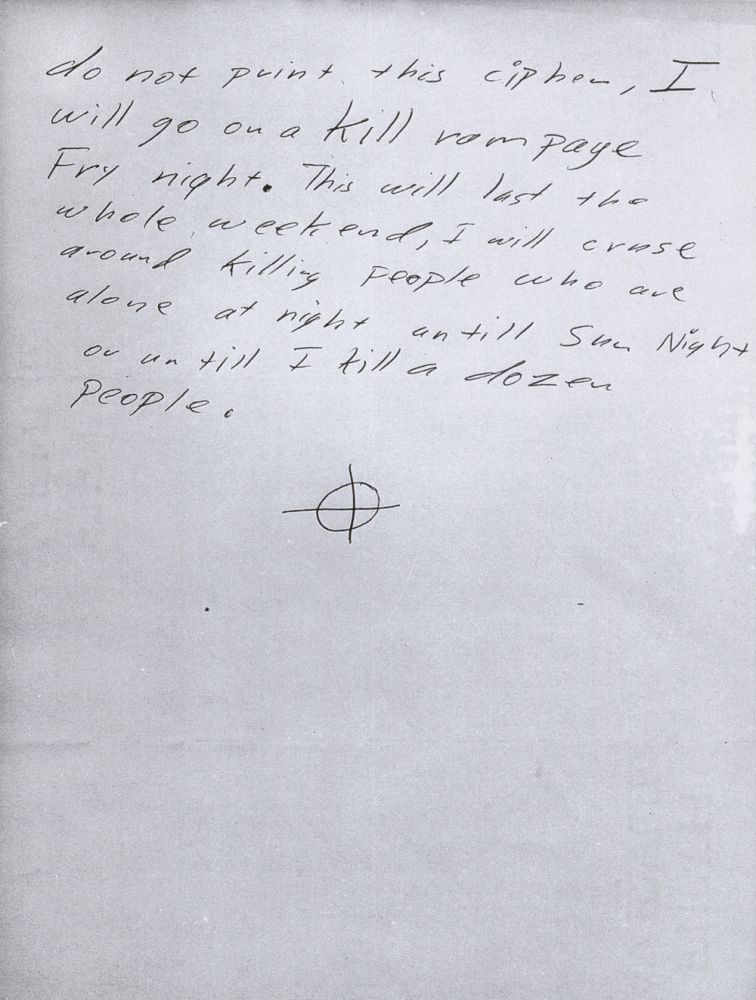 do not print this cipher, I
will go on a kill rampage
Fry night. This will last the
whole weekend, I will cruse
around killing people who are
alone at night untill Sun Night
or untill I kill a dozen
people.